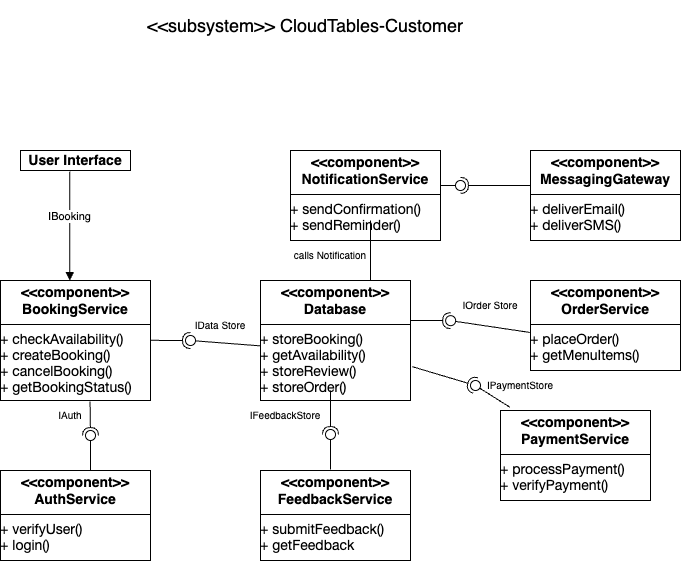 <<subsystem>> CloudTables-Customer
User Interface
IBooking
<<component>>
NotificationService
+ sendConfirmation()
+ sendReminder()
<<component>>
MessagingGateway
+ deliverEmail()
+ deliverSMS()
calls Notification
<<component>>
BookingService
+ checkAvailability()
+ createBooking()
+ cancelBooking()
+ getBookingStatus()
IData Store
<<component>>
Database
+ storeBooking()
+ getAvailability()
+ storeReview()
+ storeOrder()
IOrder Store
<<component>>
OrderService
+ placeOrder()
+ getMenuItems()
IPaymentStore
<<component>>
PaymentService
+ processPayment()
+ verifyPayment()
IAuth
<<component>>
AuthService
+ verifyUser()
+ login()
IFeedbackStore
<<component>>
FeedbackService
+ submitFeedback()
+ getFeedback